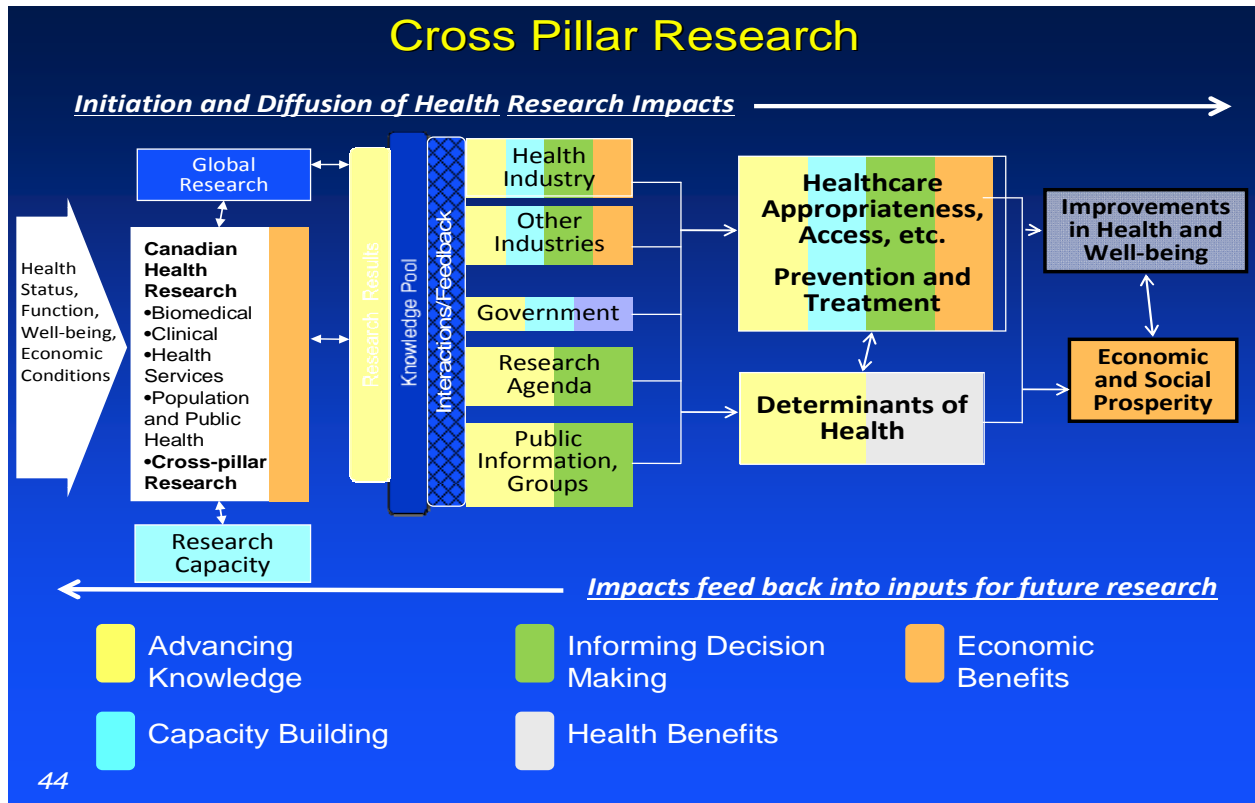 Cross Pillar Research
Initiation and Diffusion of Health Research Impacts
Health
Status,
Function,
Well-being,
Economic
Conditions
Global
Research
Canadian
Health
Research
•Biomedical
•Clinical
•Health
Services
•Population
and Public
Health
•Cross-pillar
Research
Research
Capacity
Research Results
Knowledge Pool
Interactions/Feedback
Health
Industry
Other
Industries
Government
Research
Agenda
Public
Information,
Groups
Healthcare
Appropriateness,
Access, etc.
Prevention and
Treatment
Determinants of
Health
Improvements
in Health and
Well-being
Economic
and Social
Prosperity
Impacts feed back into inputs for future research
Advancing
Knowledge
Informing Decision
Making
Economic
Benefits
Capacity Building
Health Benefits
44